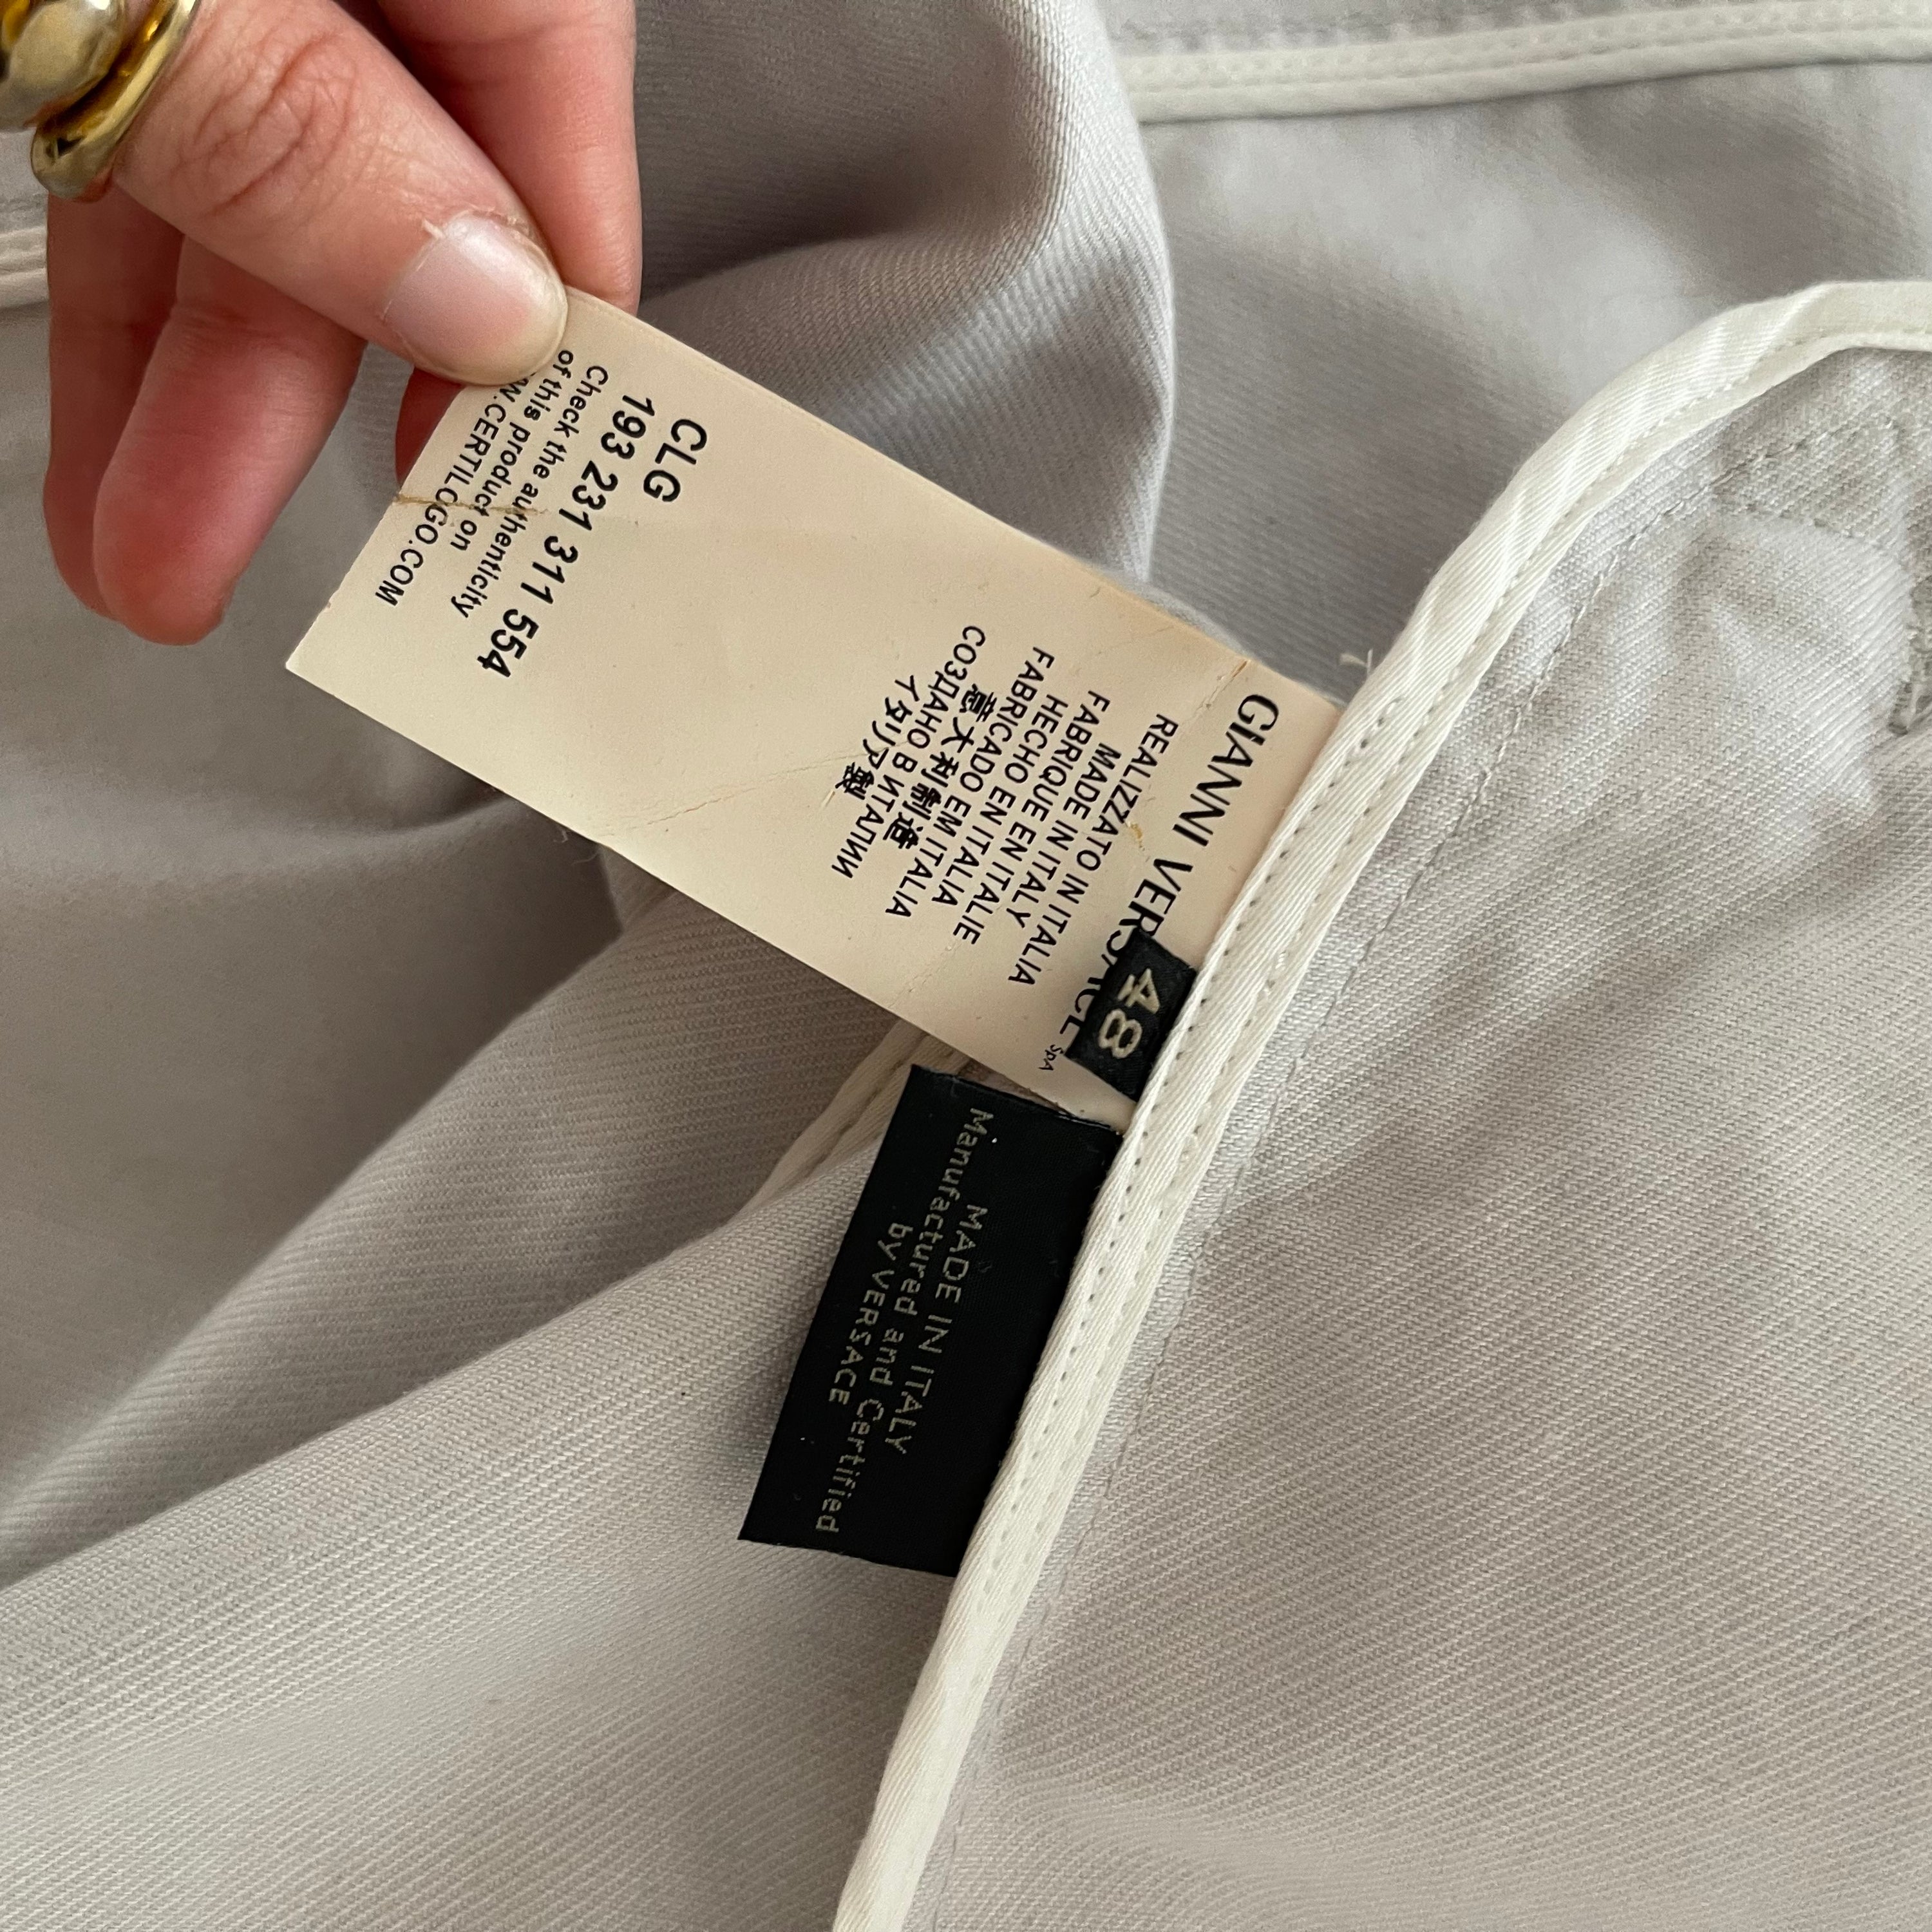 GIANNI VERSACE SpA
REALIZZATO IN ITALIA
MADE IN ITALY
FABRIQUE EN ITALIE
HECHO EN ITALIA
FABRICADO EM ITALIA
意大利制造
СОЗДАНО В ИТАЛИИ
イタリア製
CLG
193 231 311 554
Check the authenticity
of this product on
W.CERTILOGO.COM
48
MADE IN ITALY
Manufactured and Certified
by VERSACE